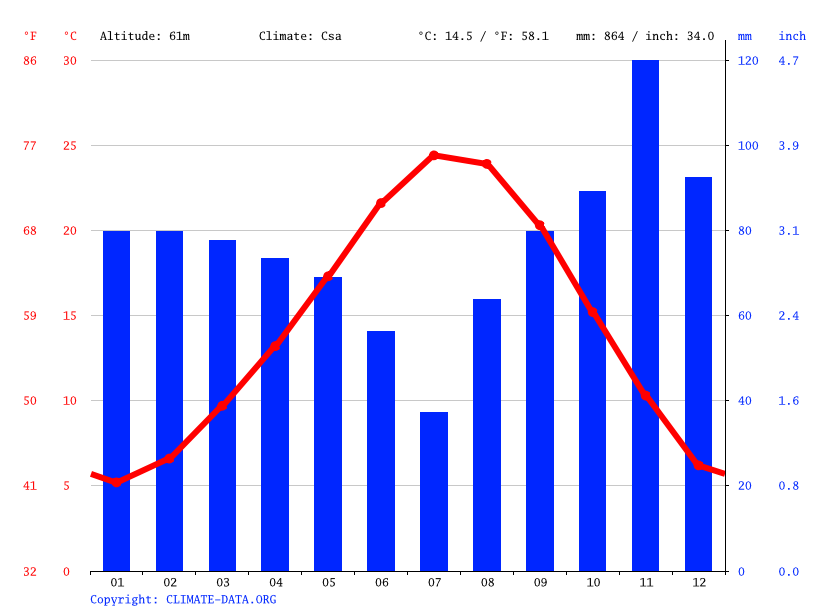 °F °C Altitude: 61m Climate: Csa °C: 14.5 / °F: 58.1 mm: 864 / inch: 34.0 mm inch
86 30 120 4.7
77 25 100 3.9
68 20 80 3.1
59 15 60 2.4
50 10 40 1.6
41 5 20 0.8
32 0 0 0.0
01 02 03 04 05 06 07 08 09 10 11 12
Copyright: CLIMATE-DATA.ORG